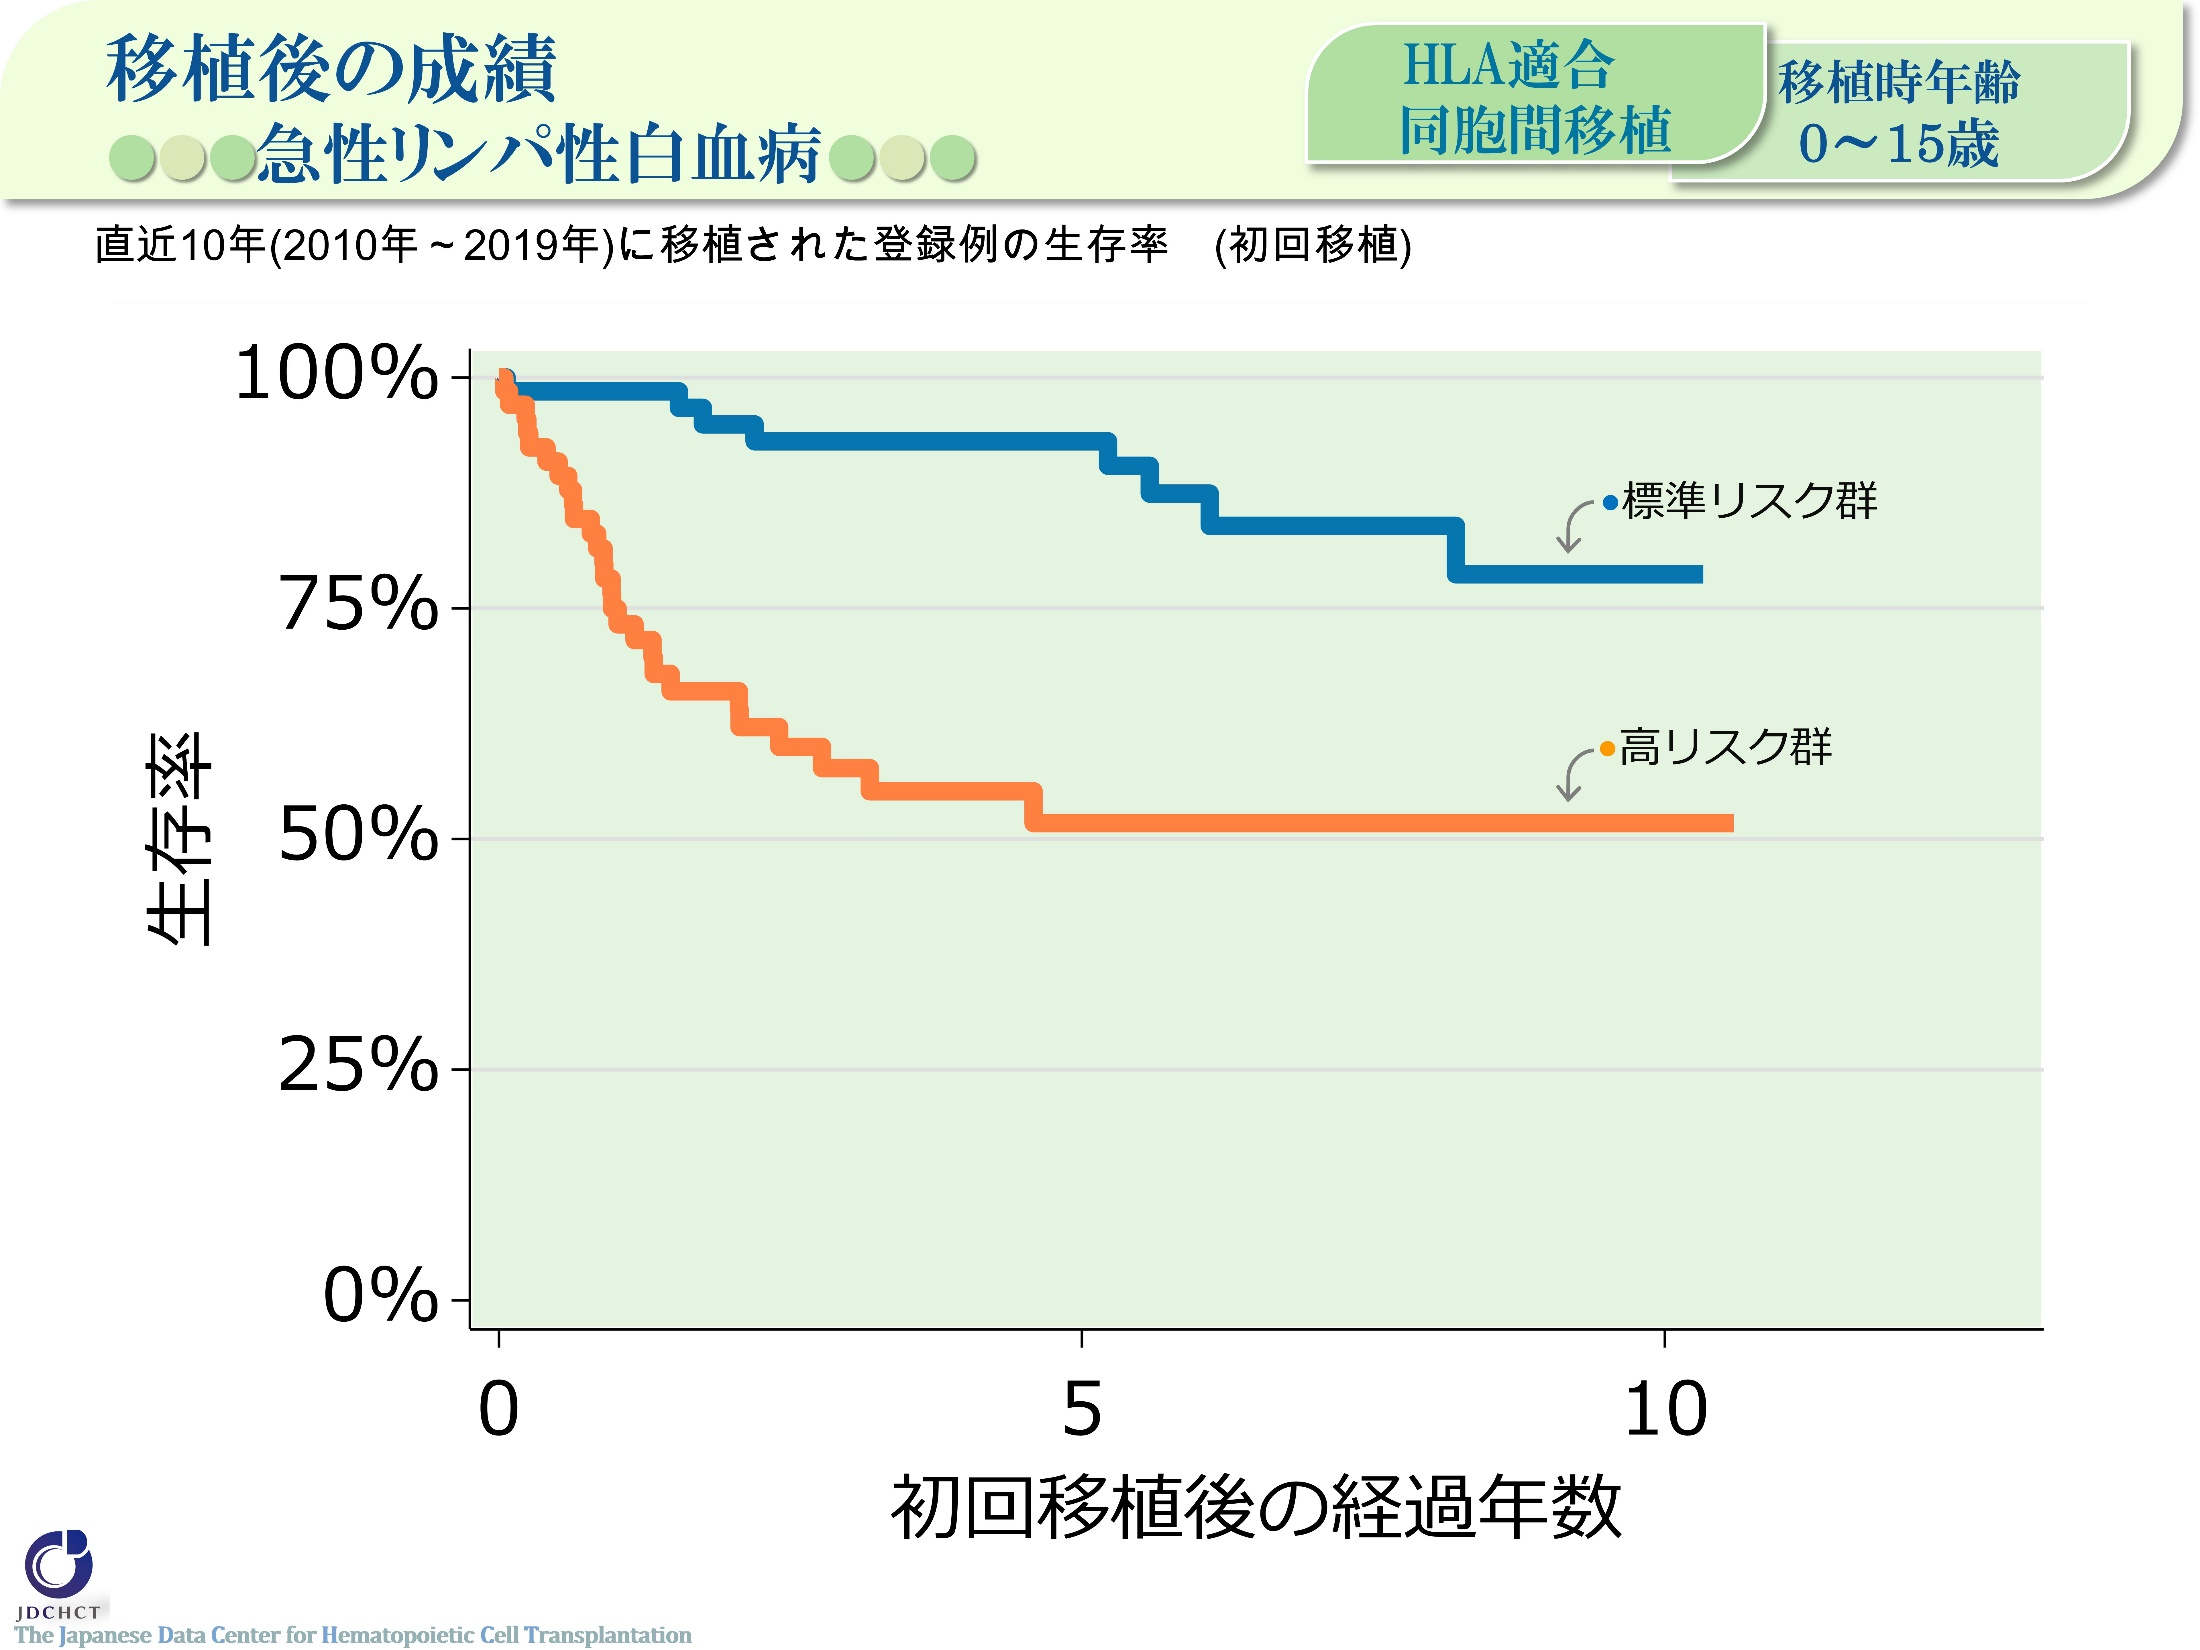 移植後の成績
急性リンパ性白血病
HLA適合
同胞間移植
移植時年齢
0～15歳
直近10年(2010年～2019年)に移植された登録例の生存率　(初回移植)
100%
75%
50%
25%
0%
生存率
標準リスク群
高リスク群
0
5
10
初回移植後の経過年数
JDCHCT
The Japanese Data Center for Hematopoietic Cell Transplantation